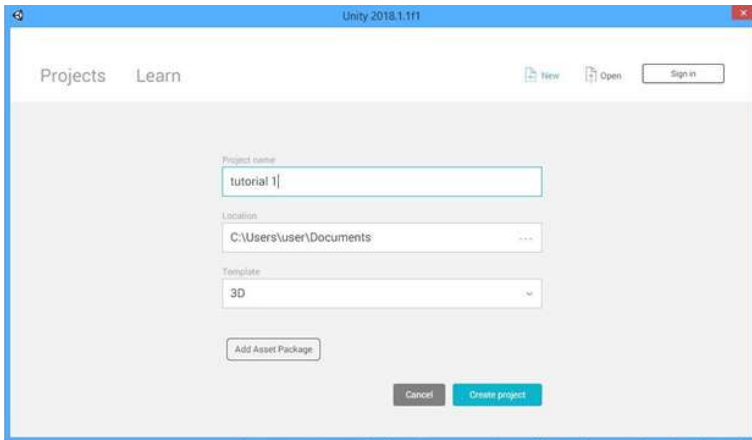 Unity 2018.1.1f1
Projects Learn New Open Sign in
Project name
tutorial 1
Location
C:\Users\user\Documents ...
Template
3D
Add Asset Package
Cancel Create project